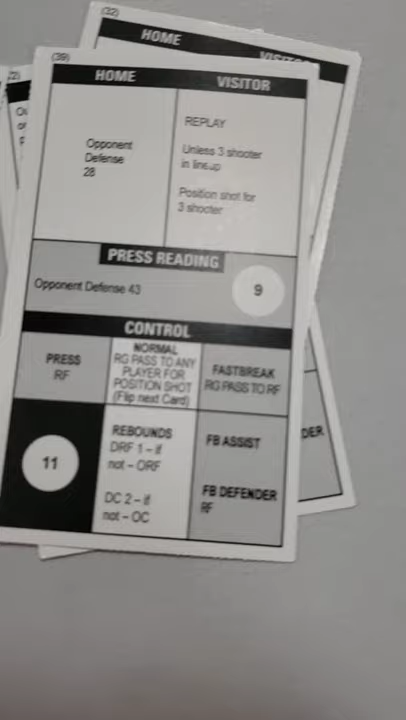 (32)
HOME
(39)
HOME
VISITOR
Opponent
Defense
28
REPLAY
Unless 3 shooter
in lineup
Position shot for
3 shooter
PRESS READING
Opponent Defense 43
9
CONTROL
PRESS
RF
NORMAL
RG PASS TO ANY
PLAYER FOR
POSITION SHOT
(Flip next Card)
FASTBREAK
RG PASS TO RF
11
REBOUNDS
DRF 1 – if
not – ORF
DC 2 – if
not – OC
FB ASSIST
FB DEFENDER
RF
DER